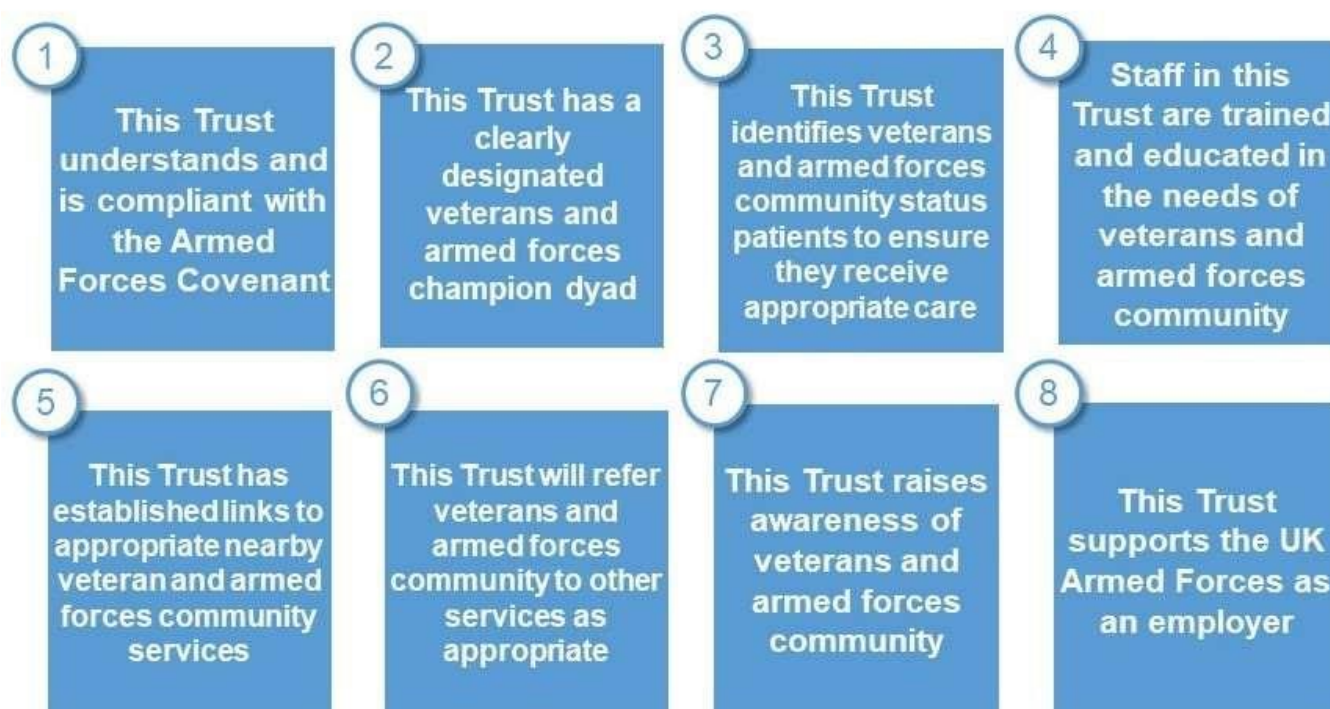 1
This Trust
understands and
is compliant with
the Armed
Forces Covenant
2
This Trust has a
clearly
designated
veterans and
armed forces
champion dyad
3
This Trust
identifies veterans
and armed forces
community status
patients to ensure
they receive
appropriate care
4
Staff in this
Trust are trained
and educated in
the needs of
veterans and
armed forces
community
5
This Trust has
established links to
appropriate nearby
veteran and armed
forces community
services
6
This Trust will refer
veterans and
armed forces
community to other
services as
appropriate
7
This Trust raises
awareness of
veterans and
armed forces
community
8
This Trust
supports the UK
Armed Forces as
an employer